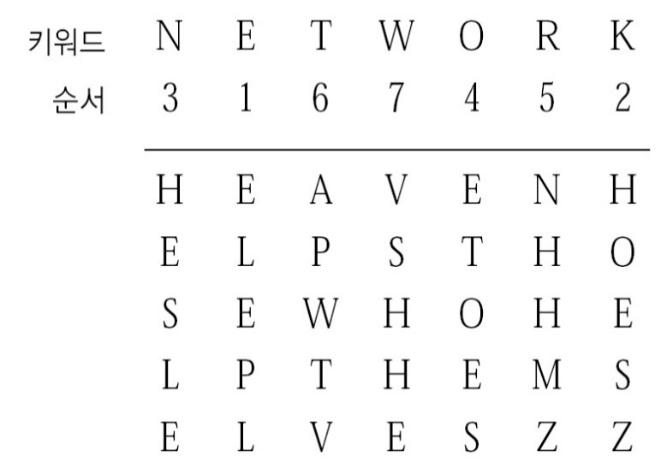 키워드 N E T W O R K
순서 3 1 6 7 4 5 2
H E A V E N H
E L P S T H O
S E W H O H E
L P T H E M S
E L V E S Z Z